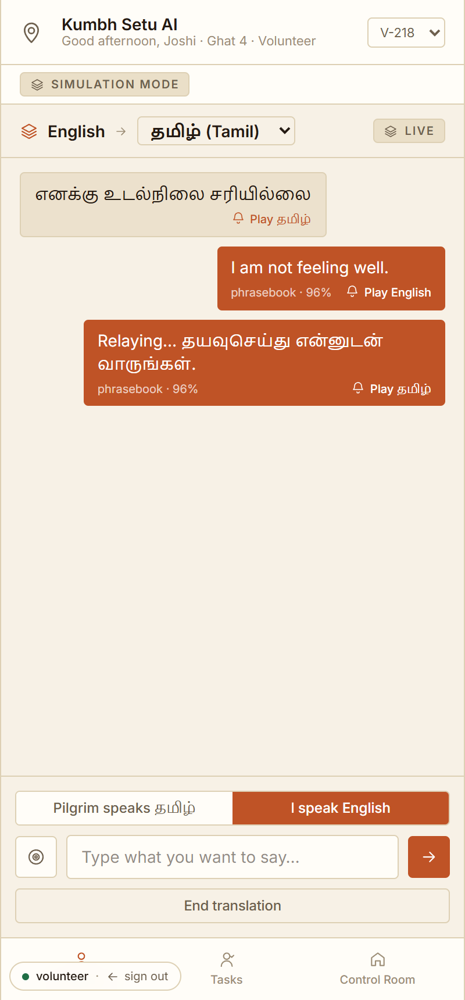 Kumbh Setu AI
Good afternoon, Joshi · Ghat 4 · Volunteer
V-218
SIMULATION MODE
English → தமிழ் (Tamil)
LIVE
எனக்கு உடல்நிலை சரியில்லை
Play தமிழ்
I am not feeling well.
phrasebook · 96% Play English
Relaying... தயவுசெய்து என்னுடன்
வாருங்கள்.
phrasebook · 96% Play தமிழ்
Pilgrim speaks தமிழ்
I speak English
Type what you want to say...
End translation
volunteer · ← sign out
Tasks
Control Room